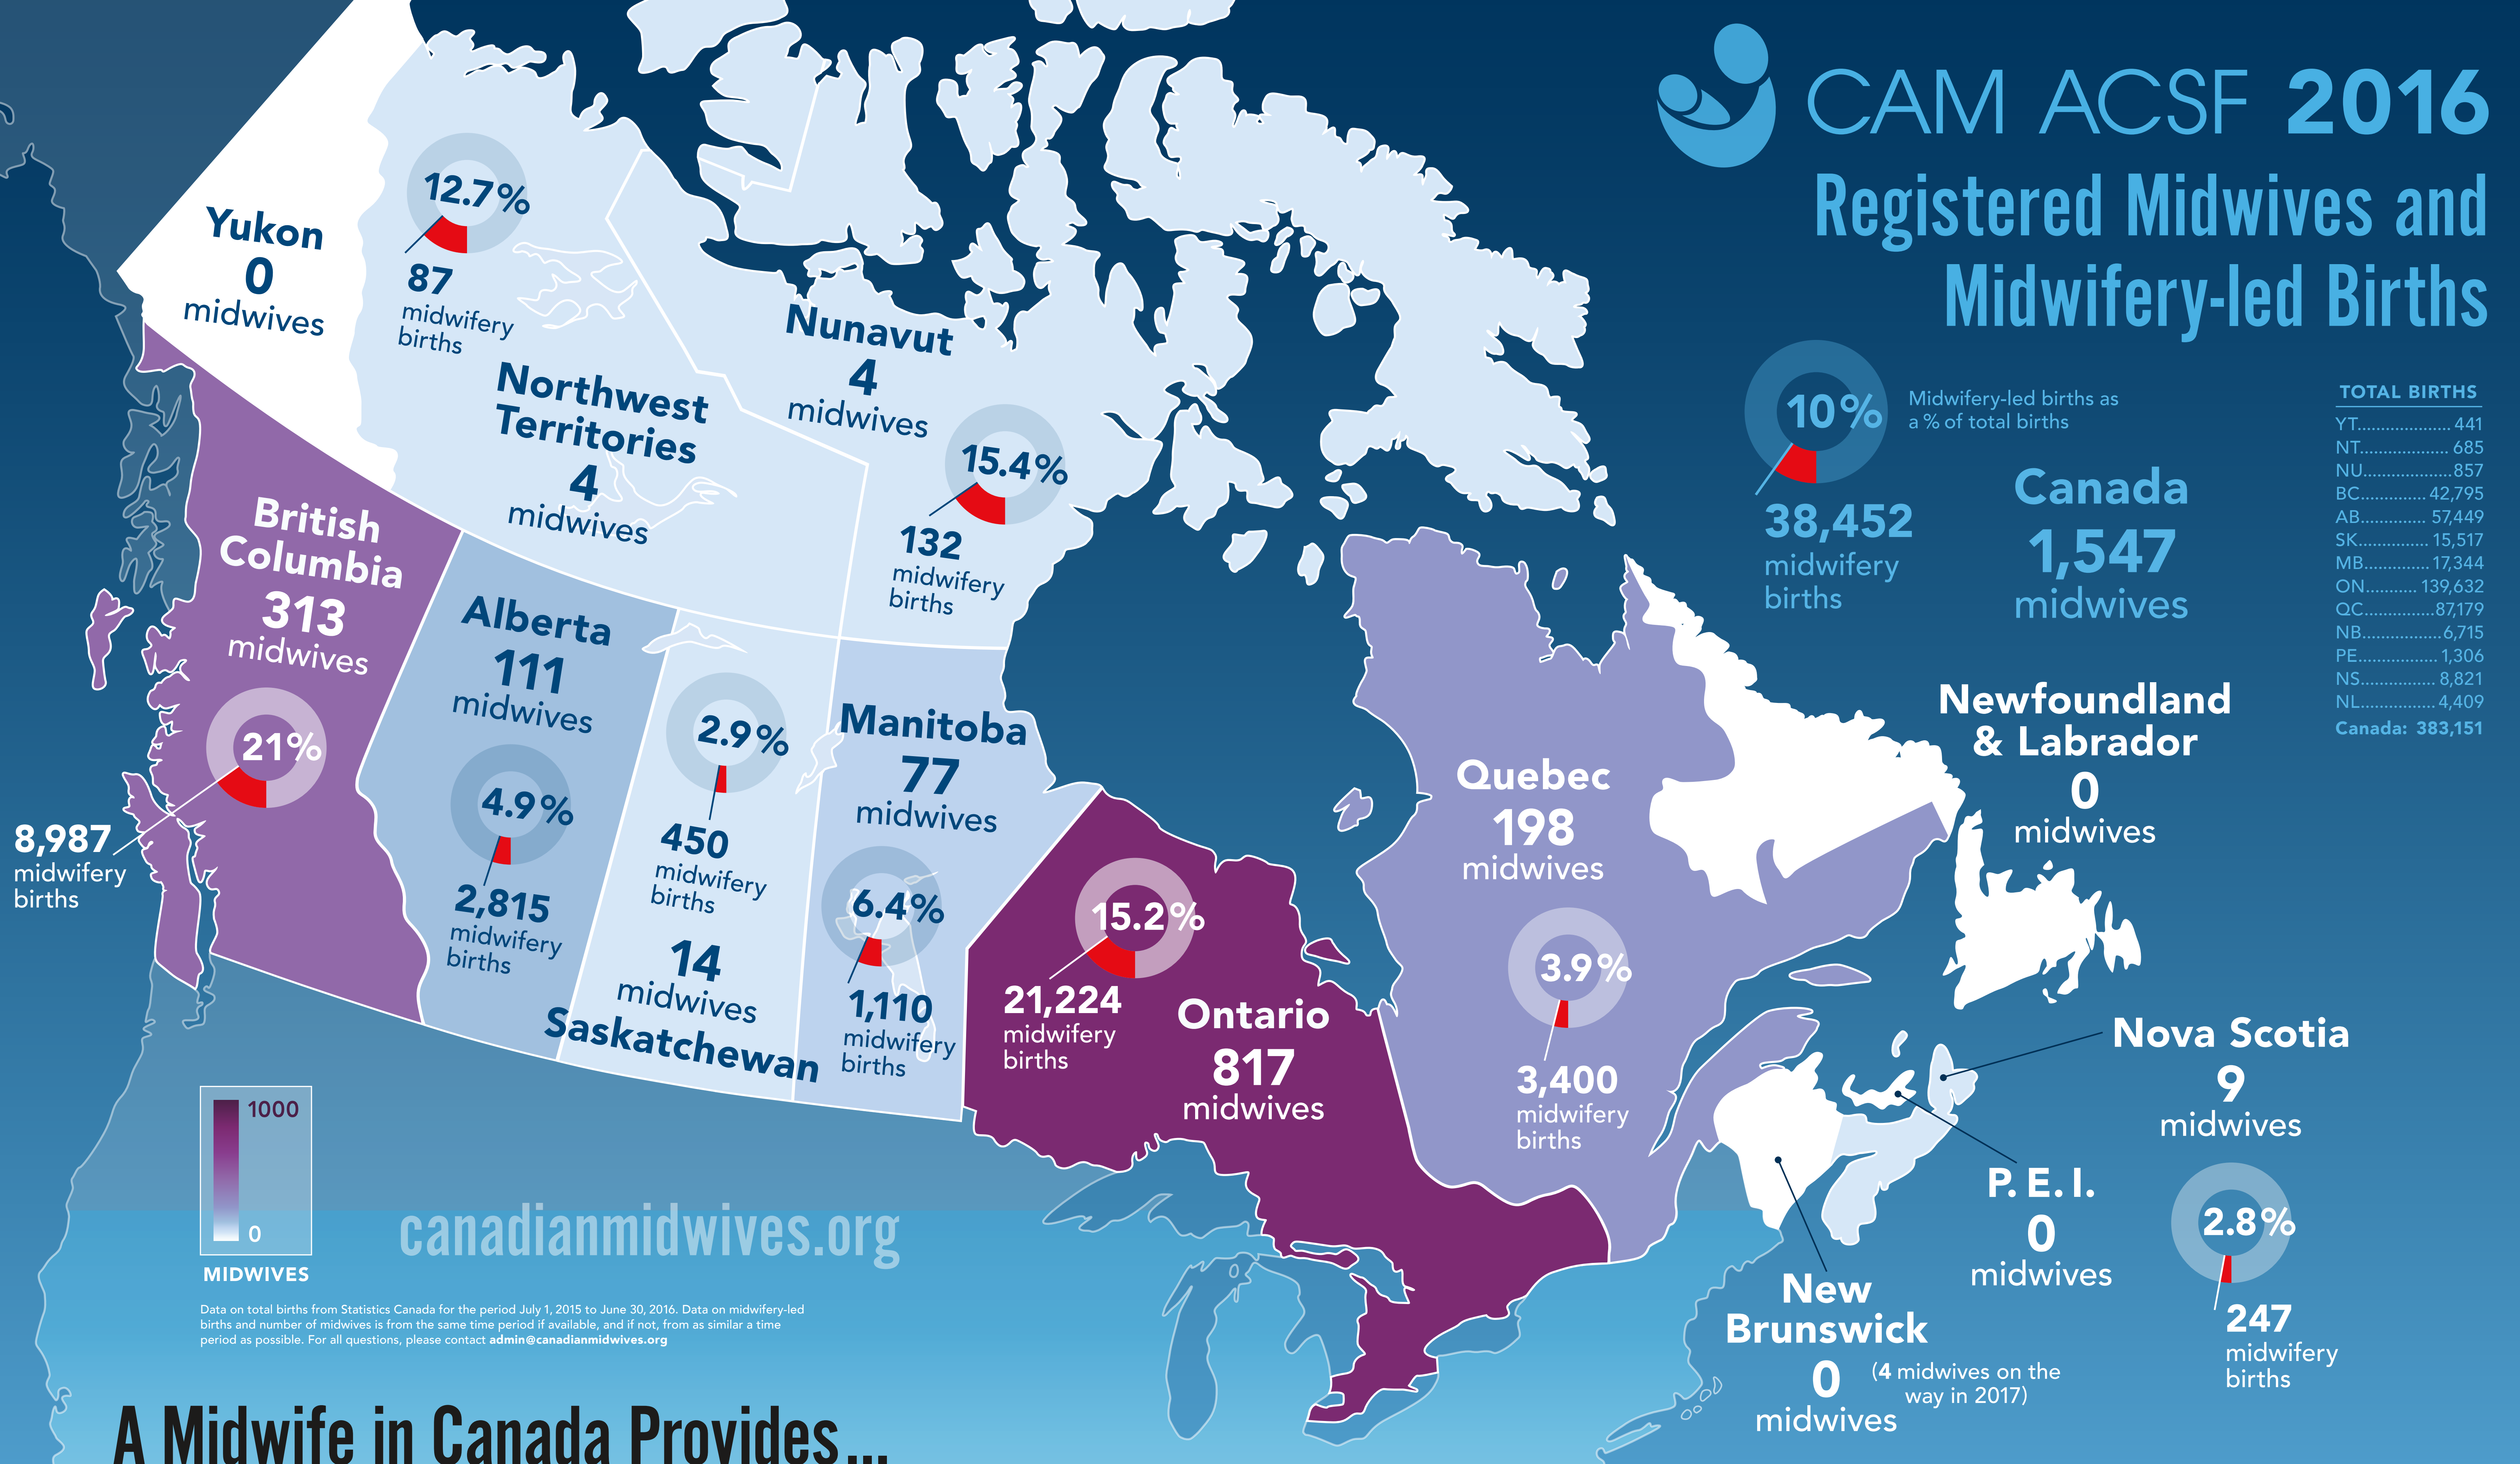 CAM ACSF 2016
Registered Midwives and
Midwifery-led Births
10%
Midwifery-led births as
a % of total births
38,452
midwifery
births
Canada
1,547
midwives
TOTAL BIRTHS
YT.................... 441
NT................... 685
NU...................857
BC.............. 42,795
AB.............. 57,449
SK............... 15,517
MB............. 17,344
ON........... 139,632
QC...............87,179
NB.................6,715
PE................. 1,306
NS................ 8,821
NL................ 4,409
Canada: 383,151
Yukon
0
midwives
12.7%
87
midwifery
births
Northwest
Territories
4
midwives
Nunavut
4
midwives
15.4%
132
midwifery
births
British
Columbia
313
midwives
21%
8,987
midwifery
births
Alberta
111
midwives
4.9%
2,815
midwifery
births
2.9%
450
midwifery
births
14
midwives
Saskatchewan
Manitoba
77
midwives
6.4%
1,110
midwifery
births
15.2%
21,224
midwifery
births
Ontario
817
midwives
Quebec
198
midwives
3.9%
3,400
midwifery
births
Newfoundland
& Labrador
0
midwives
Nova Scotia
9
midwives
2.8%
247
midwifery
births
P. E. I.
0
midwives
New
Brunswick
0
midwives
(4 midwives on the
way in 2017)
1000
0
MIDWIVES
canadianmidwives.org
Data on total births from Statistics Canada for the period July 1, 2015 to June 30, 2016. Data on midwifery-led
births and number of midwives is from the same time period if available, and if not, from as similar a time
period as possible. For all questions, please contact admin@canadianmidwives.org
A Midwife in Canada Provides...